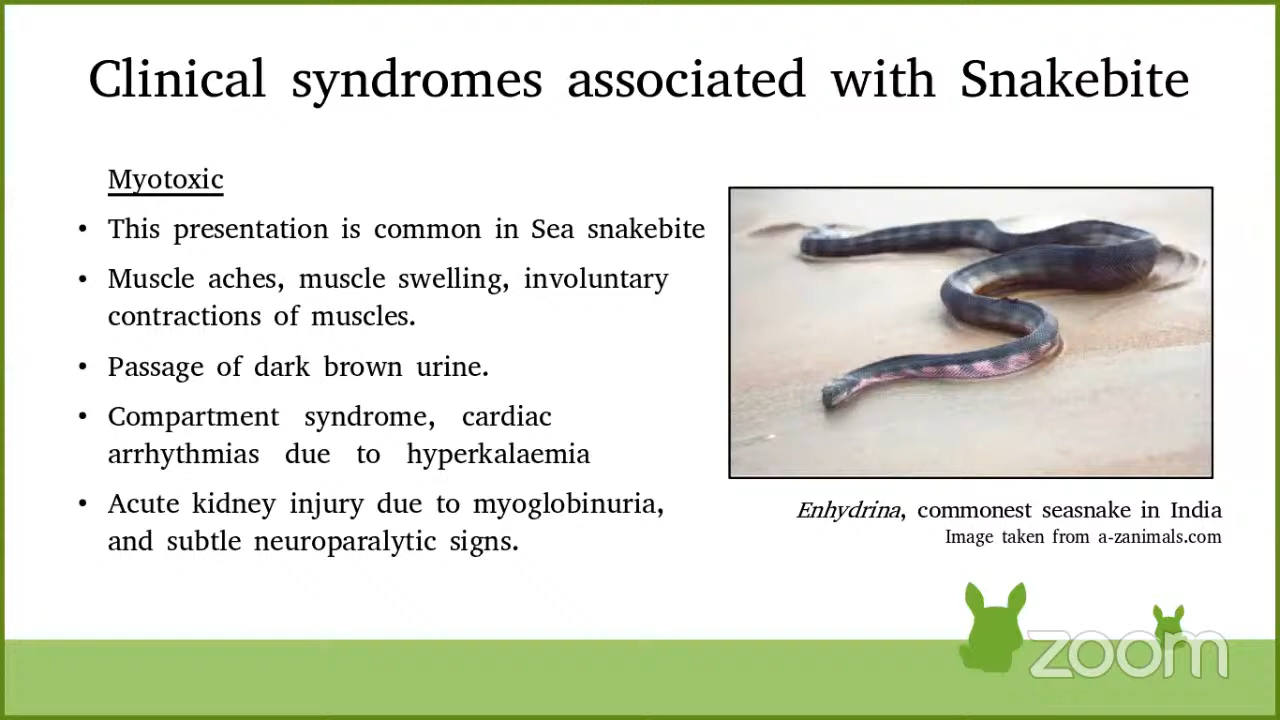 Clinical syndromes associated with Snakebite
Myotoxic
• This presentation is common in Sea snakebite
• Muscle aches, muscle swelling, involuntary
contractions of muscles.
• Passage of dark brown urine.
• Compartment syndrome, cardiac
arrhythmias due to hyperkalaemia
• Acute kidney injury due to myoglobinuria,
and subtle neuroparalytic signs.
Enhydrina, commonest seasnake in India
Image taken from a-zanimals.com
zoom